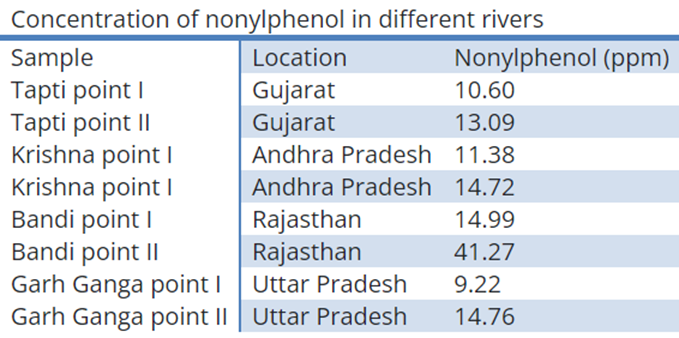 Concentration of nonylphenol in different rivers
Sample Location Nonylphenol (ppm)
Tapti point I Gujarat 10.60
Tapti point II Gujarat 13.09
Krishna point I Andhra Pradesh 11.38
Krishna point I Andhra Pradesh 14.72
Bandi point I Rajasthan 14.99
Bandi point II Rajasthan 41.27
Garh Ganga point I Uttar Pradesh 9.22
Garh Ganga point II Uttar Pradesh 14.76